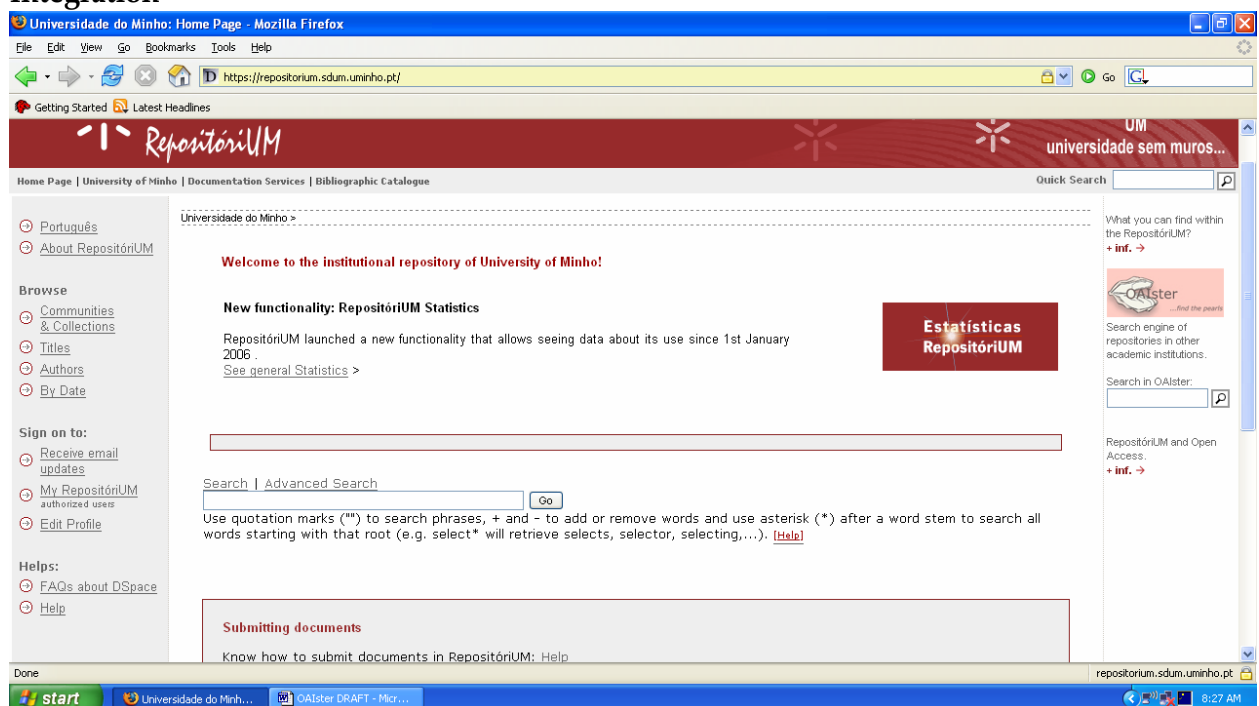 Integration
Universidade do Minho: Home Page - Mozilla Firefox
File Edit View Go Bookmarks Tools Help
https://repositorium.sdum.uminho.pt/
Go
Getting Started Latest Headlines
RepositóriUM
UM
universidade sem muros...
Home Page | University of Minho | Documentation Services | Bibliographic Catalogue
Quick Search
Português
About RepositóriUM
Browse
Communities
& Collections
Titles
Authors
By Date
Sign on to:
Receive email
updates
My RepositóriUM
authorized users
Edit Profile
Helps:
FAQs about DSpace
Help
Universidade do Minho >
Welcome to the institutional repository of University of Minho!
New functionality: RepositóriUM Statistics
RepositóriUM launched a new functionality that allows seeing data about its use since 1st January
2006 .
See general Statistics >
Estatísticas
RepositóriUM
Search | Advanced Search
Go
Use quotation marks ("") to search phrases, + and - to add or remove words and use asterisk (*) after a word stem to search all
words starting with that root (e.g. select* will retrieve selects, selector, selecting,...). [Help]
Submitting documents
Know how to submit documents in RepositóriUM: Help
What you can find within
the RepositóriUM?
+ inf. →
OAIster
...find the pearls
Search engine of
repositories in other
academic institutions.
Search in OAIster:
RepositóriUM and Open
Access.
+ inf. →
Done
repositorium.sdum.uminho.pt
start
Universidade do Minh...
OAIster DRAFT - Micr...
8:27 AM